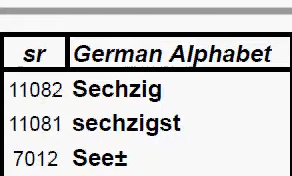 sr German Alphabet
11082 Sechzig
11081 sechzigst
7012 See±